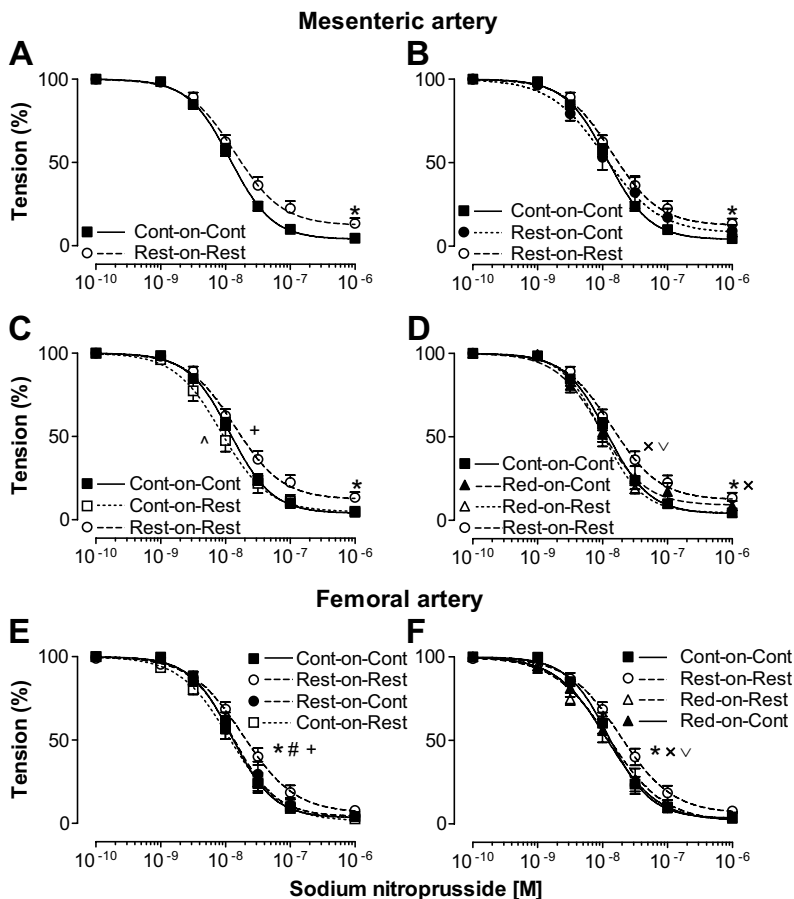 Mesenteric artery
A
B
Tension (%)
100
50
0
Cont-on-Cont
Rest-on-Rest
*
10⁻¹⁰ 10⁻⁹ 10⁻⁸ 10⁻⁷ 10⁻⁶
100
50
0
Cont-on-Cont
Rest-on-Cont
Rest-on-Rest
*
10⁻¹⁰ 10⁻⁹ 10⁻⁸ 10⁻⁷ 10⁻⁶
C
D
Tension (%)
100
50
0
^
+
*
Cont-on-Cont
Cont-on-Rest
Rest-on-Rest
10⁻¹⁰ 10⁻⁹ 10⁻⁸ 10⁻⁷ 10⁻⁶
100
50
0
× ∨
* ×
Cont-on-Cont
Red-on-Cont
Red-on-Rest
Rest-on-Rest
10⁻¹⁰ 10⁻⁹ 10⁻⁸ 10⁻⁷ 10⁻⁶
Femoral artery
E
F
Tension (%)
100
50
0
Cont-on-Cont
Rest-on-Rest
Rest-on-Cont
Cont-on-Rest
* # +
10⁻¹⁰ 10⁻⁹ 10⁻⁸ 10⁻⁷ 10⁻⁶
100
50
0
Cont-on-Cont
Rest-on-Rest
Red-on-Rest
Red-on-Cont
* × ∨
10⁻¹⁰ 10⁻⁹ 10⁻⁸ 10⁻⁷ 10⁻⁶
Sodium nitroprusside [M]